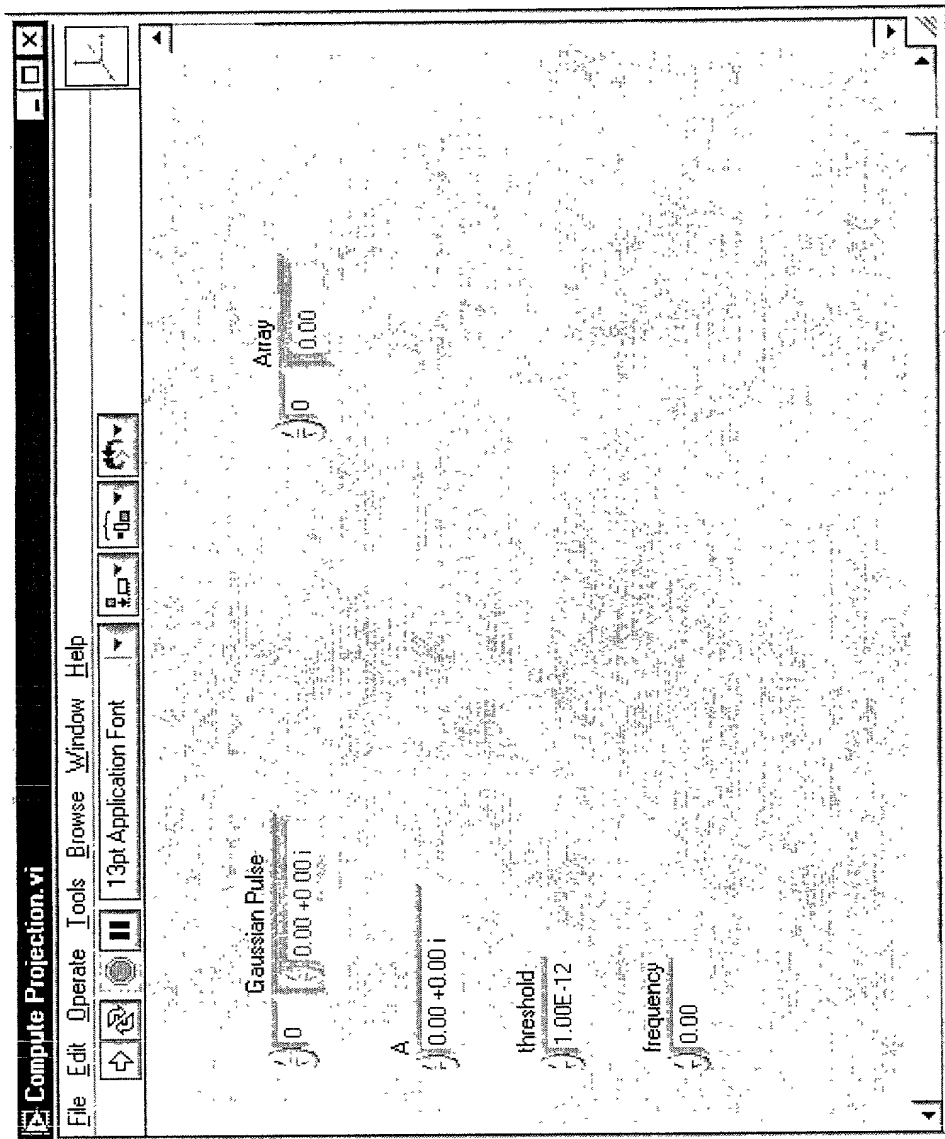 Compute Projection.vi
File Edit Operate Tools Browse Window Help
13pt Application Font
Gaussian Pulse
0
0.00 +0.00 i
Array
0
0.00
A
0.00 +0.00 i
threshold
1.00E-12
frequency
0.00